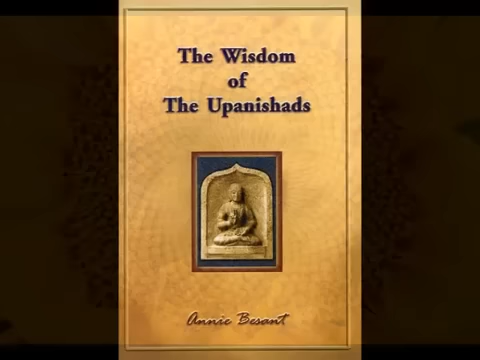 The Wisdom
of
The Upanishads
Annie Besant